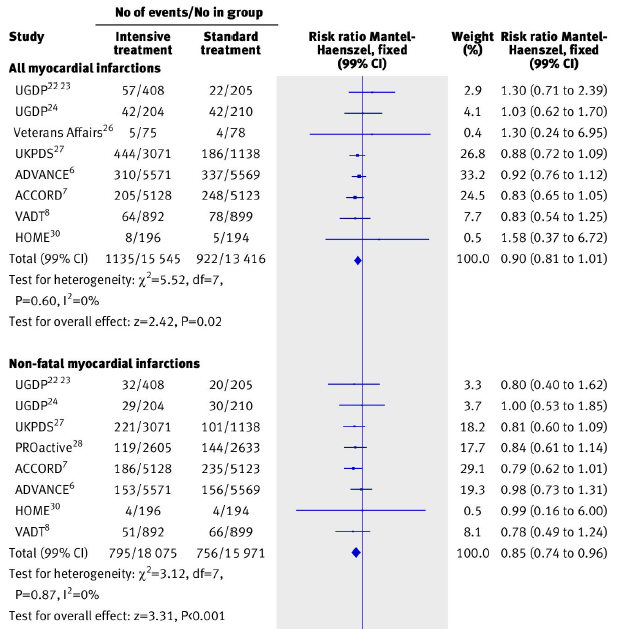 No of events/No in group
Study Intensive treatment Standard treatment Risk ratio Mantel-Haenszel, fixed (99% CI) Weight (%) Risk ratio Mantel-Haenszel, fixed (99% CI)
All myocardial infarctions
UGDP22 23 57/408 22/205 2.9 1.30 (0.71 to 2.39)
UGDP24 42/204 42/210 4.1 1.03 (0.62 to 1.70)
Veterans Affairs26 5/75 4/78 0.4 1.30 (0.24 to 6.95)
UKPDS27 444/3071 186/1138 26.8 0.88 (0.72 to 1.09)
ADVANCE6 310/5571 337/5569 33.2 0.92 (0.76 to 1.12)
ACCORD7 205/5128 248/5123 24.5 0.83 (0.65 to 1.05)
VADT8 64/892 78/899 7.7 0.83 (0.54 to 1.25)
HOME30 8/196 5/194 0.5 1.58 (0.37 to 6.72)
Total (99% CI) 1135/15 545 922/13 416 100.0 0.90 (0.81 to 1.01)
Test for heterogeneity: χ2=5.52, df=7,
P=0.60, I2=0%
Test for overall effect: z=2.42, P=0.02
Non-fatal myocardial infarctions
UGDP22 23 32/408 20/205 3.3 0.80 (0.40 to 1.62)
UGDP24 29/204 30/210 3.7 1.00 (0.53 to 1.85)
UKPDS27 221/3071 101/1138 18.2 0.81 (0.60 to 1.09)
PROactive28 119/2605 144/2633 17.7 0.84 (0.61 to 1.14)
ACCORD7 186/5128 235/5123 29.1 0.79 (0.62 to 1.01)
ADVANCE6 153/5571 156/5569 19.3 0.98 (0.73 to 1.31)
HOME30 4/196 4/194 0.5 0.99 (0.16 to 6.00)
VADT8 51/892 66/899 8.1 0.78 (0.49 to 1.24)
Total (99% CI) 795/18 075 756/15 971 100.0 0.85 (0.74 to 0.96)
Test for heterogeneity: χ2=3.12, df=7,
P=0.87, I2=0%
Test for overall effect: z=3.31, P<0.001